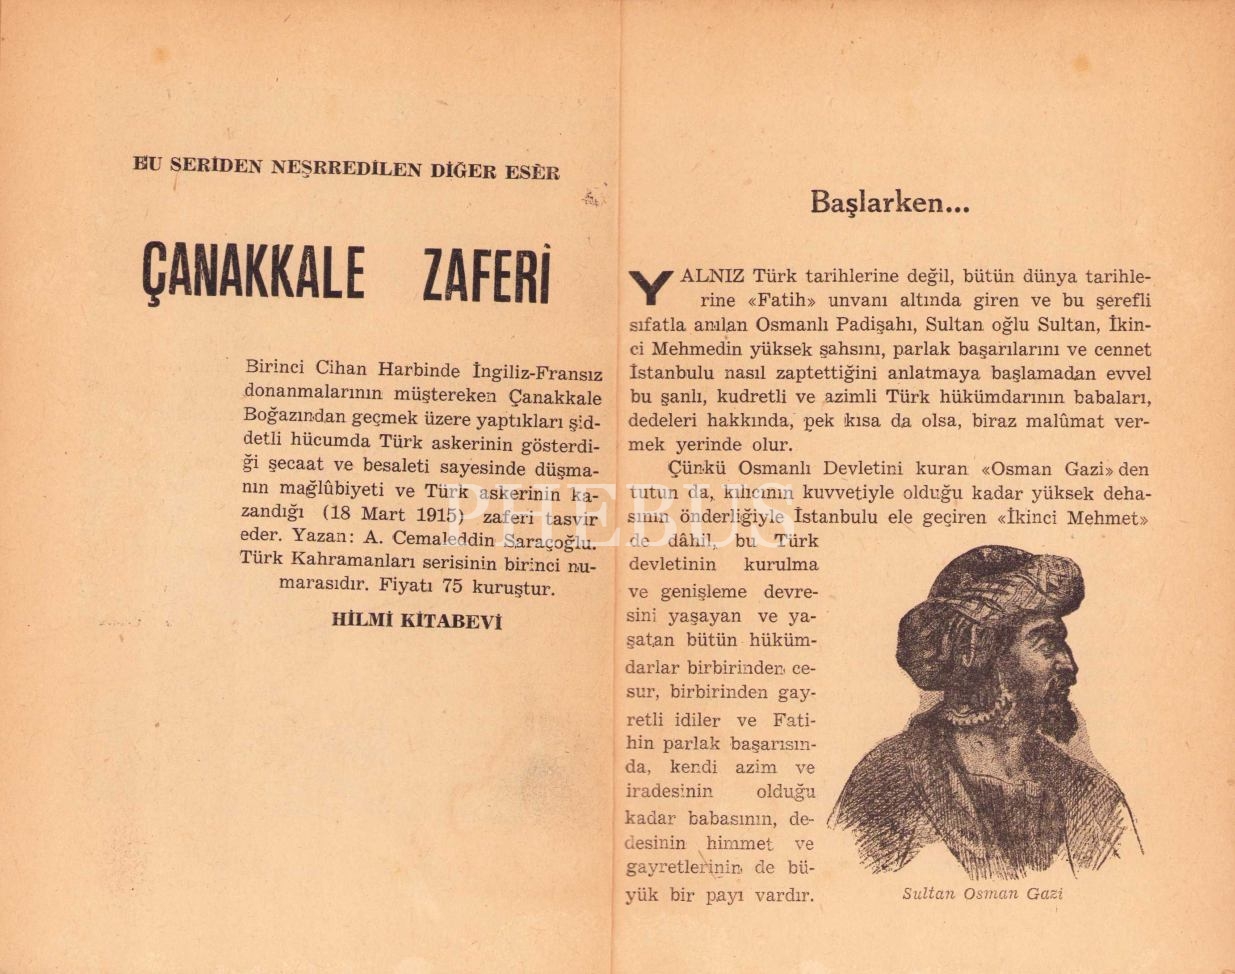 BU SERİDEN NEŞRREDİLEN DİĞER ESÈR
ÇANAKKALE ZAFERİ
Birinci Cihan Harbinde İngiliz-Fransız
donanmalarının müştereken Çanakkale
Boğazından geçmek üzere yaptıkları şid-
detli hücumda Türk askerinin gösterdi-
ği şecaat ve besaleti sayesinde düşma-
nın mağlûbiyeti ve Türk askerinin ka-
zandığı (18 Mart 1915) zaferi tasvir
eder. Yazan: A. Cemaleddin Saraçoğlu.
Türk Kahramanları serisinin birinci nu-
marasıdır. Fiyatı 75 kuruştur.
HİLMİ KİTABEVİ
Başlarken...
YALNIZ Türk tarihlerine değil, bütün dünya tarihle-
rine «Fatih» unvanı altında giren ve bu şerefli
sıfatla anılan Osmanlı Padişahı, Sultan oğlu Sultan, İkin-
ci Mehmedin yüksek şahsını, parlak başarılarını ve cennet
İstanbulu nasıl zaptettiğini anlatmaya başlamadan evvel
bu şanlı, kudretli ve azimli Türk hükümdarının babaları,
dedeleri hakkında, pek kısa da olsa, biraz malûmat ver-
mek yerinde olur.
Çünkü Osmanlı Devletini kuran «Osman Gazi» den
tutun da, kılıcının kuvvetiyle olduğu kadar yüksek deha-
sının önderliğiyle İstanbulu ele geçiren «İkinci Mehmet»
de dâhil, bu Türk
devletinin kurulma
ve genişleme devre-
sini yaşayan ve ya-
şatan bütün hüküm-
darlar birbirinden ce-
sur, birbirinden gay-
retli idiler ve Fati-
hin parlak başarısın-
da, kendi azim ve
iradesinin olduğu
kadar babasının, de-
desinin himmet ve
gayretlerinin de bü-
yük bir payı vardır.
Sultan Osman Gazi
PHEBUS